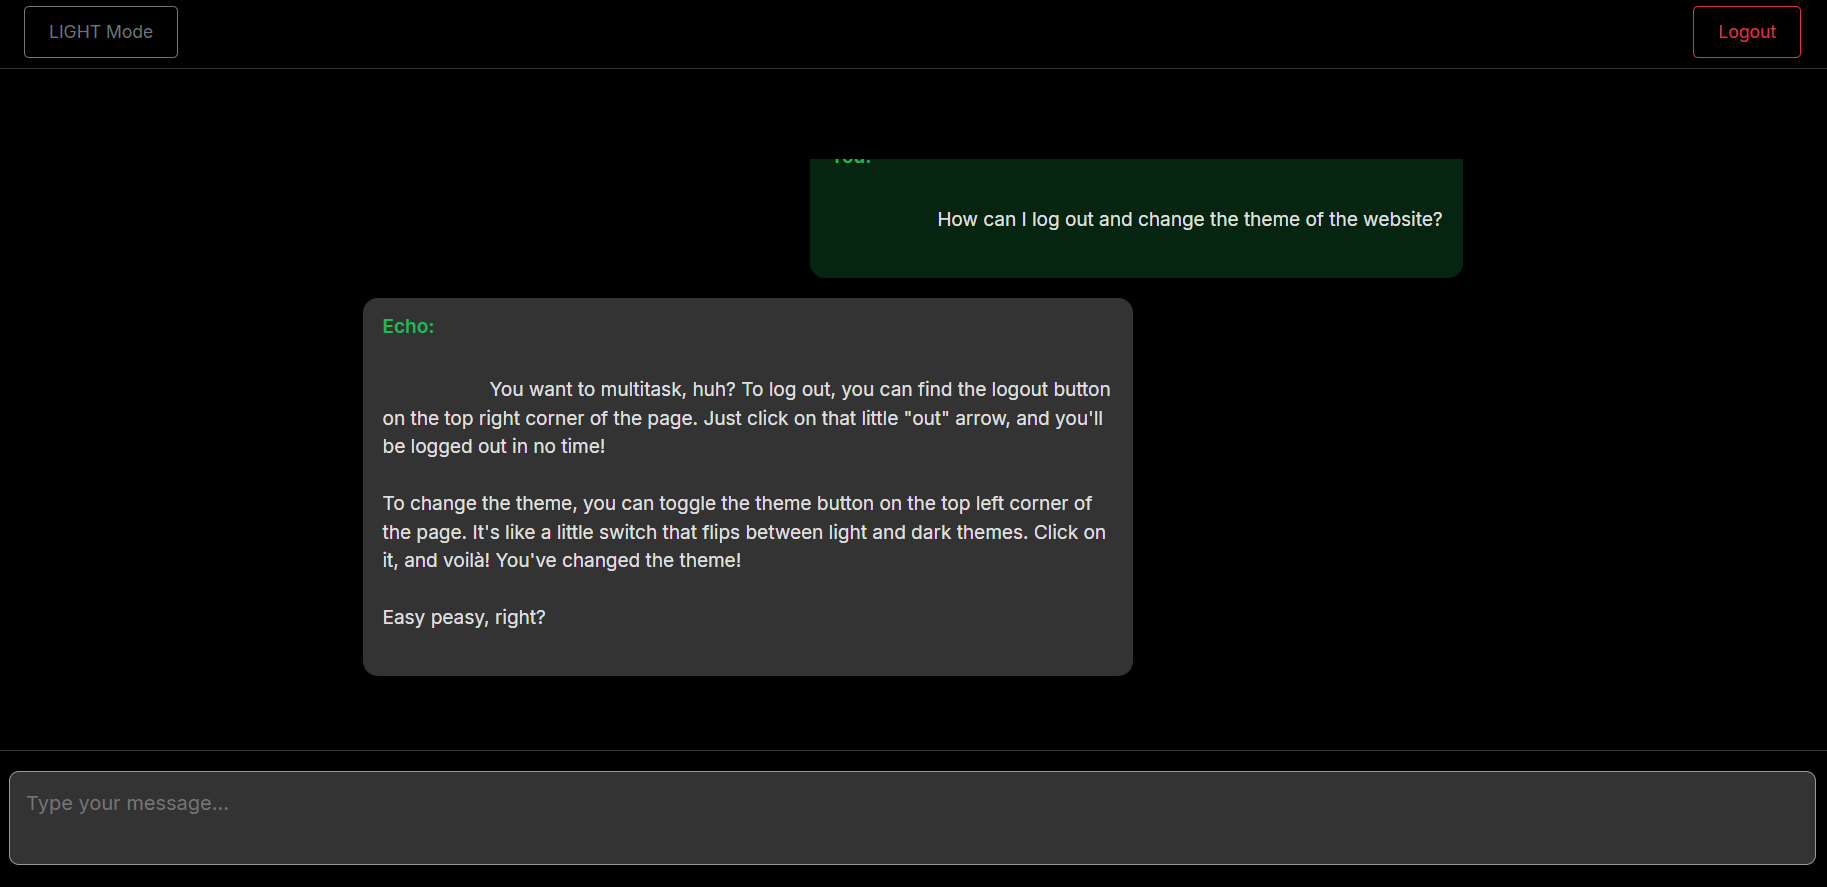 LIGHT Mode
Logout
You:
How can I log out and change the theme of the website?
Echo:
You want to multitask, huh? To log out, you can find the logout button
on the top right corner of the page. Just click on that little "out" arrow, and you'll
be logged out in no time!
To change the theme, you can toggle the theme button on the top left corner of
the page. It's like a little switch that flips between light and dark themes. Click on
it, and voilà! You've changed the theme!
Easy peasy, right?
Type your message...